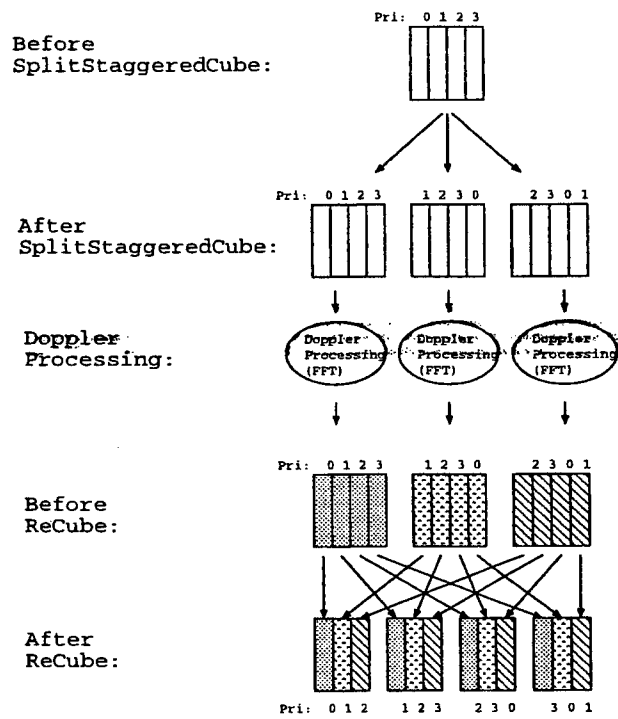 Pri: 0 1 2 3
Before
SplitStaggeredCube:
Pri: 0 1 2 3 1 2 3 0 2 3 0 1
After
SplitStaggeredCube:
Doppler
Processing:
Doppler
Processing
(FFT)
Doppler
Processing
(FFT)
Doppler
Processing
(FFT)
Pri: 0 1 2 3 1 2 3 0 2 3 0 1
Before
ReCube:
After
ReCube:
Pri: 0 1 2 1 2 3 2 3 0 3 0 1